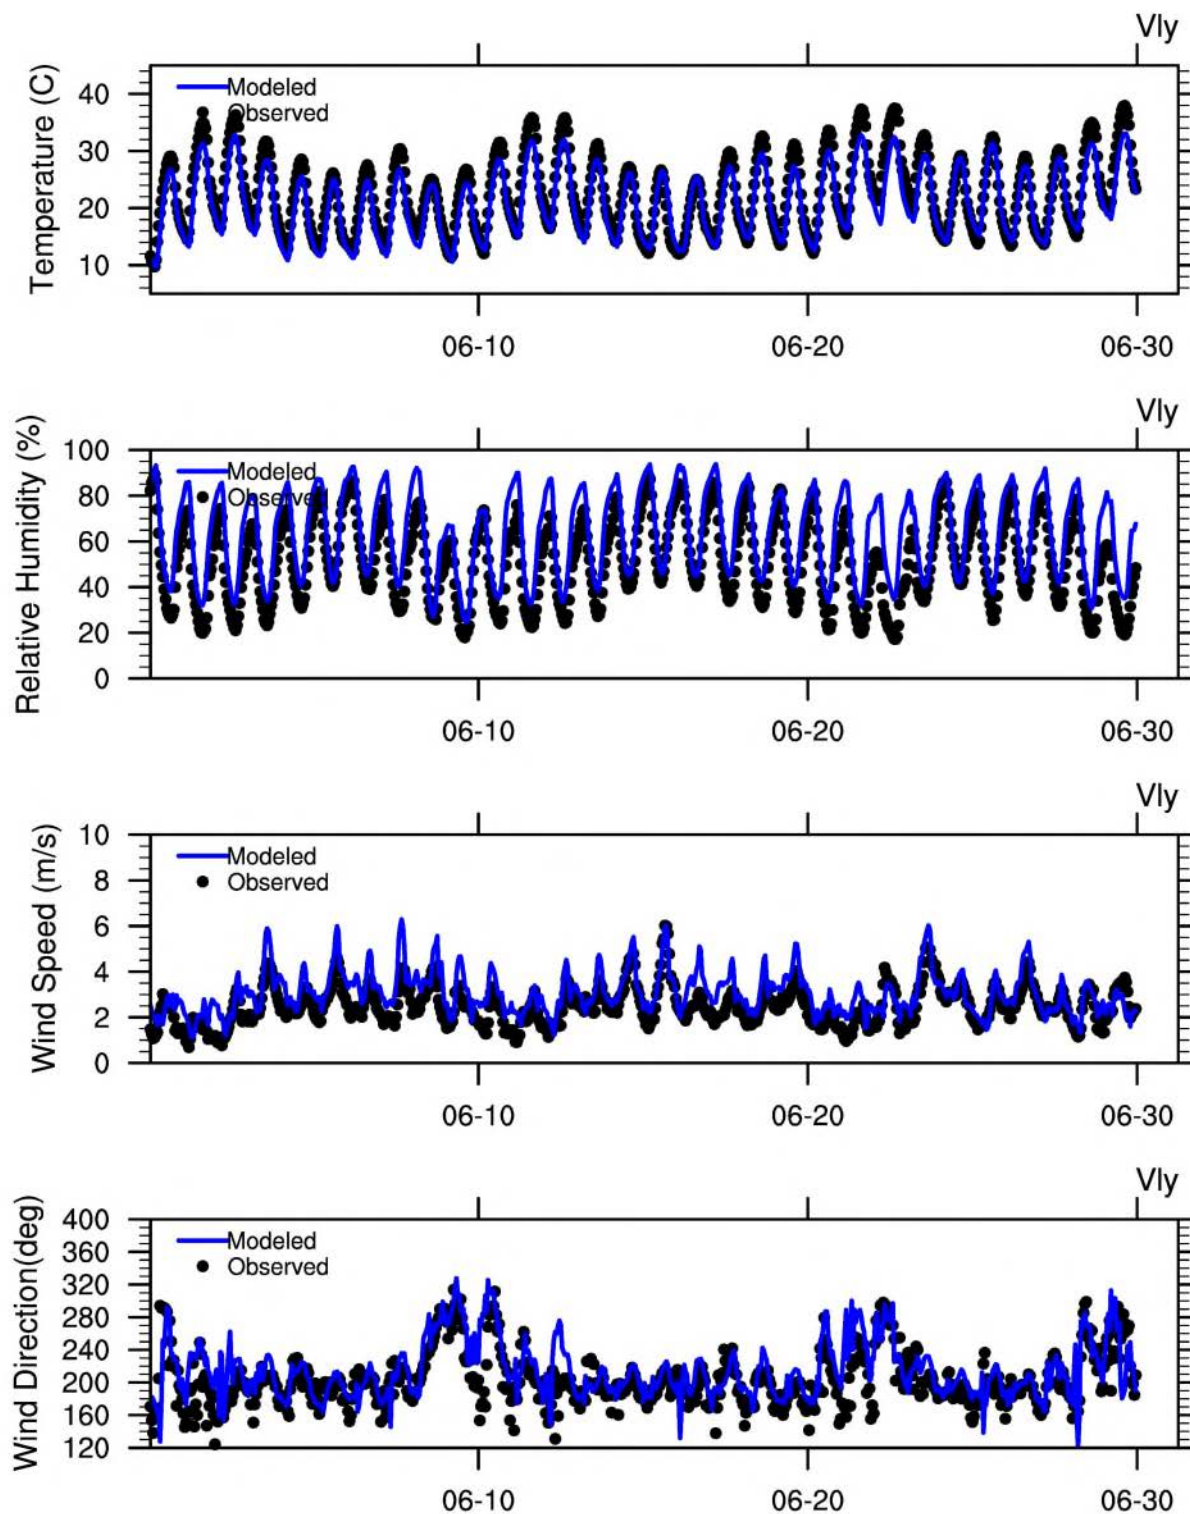 Vly
Temperature (C)
40
30
20
10
Modeled
Observed
06-10
06-20
06-30
Vly
Relative Humidity (%)
100
80
60
40
20
0
Modeled
Observed
06-10
06-20
06-30
Vly
Wind Speed (m/s)
10
8
6
4
2
0
Modeled
Observed
06-10
06-20
06-30
Vly
Wind Direction(deg)
400
360
320
280
240
200
160
120
Modeled
Observed
06-10
06-20
06-30